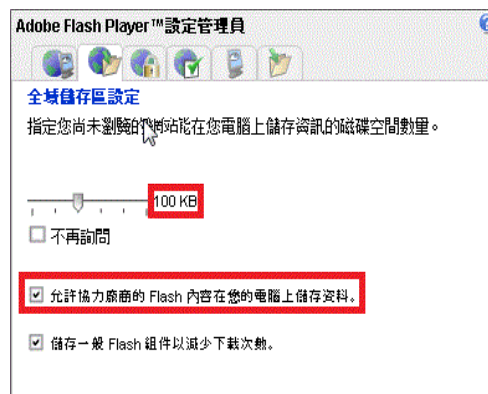 Adobe Flash Player™設定管理員
全域儲存區設定
指定您尚未瀏覽的網站能在您電腦上儲存資訊的磁碟空間數量。
100 KB
不再詢問
允許協力廠商的 Flash 內容在您的電腦上儲存資料。
儲存一般 Flash 組件以減少下載次數。